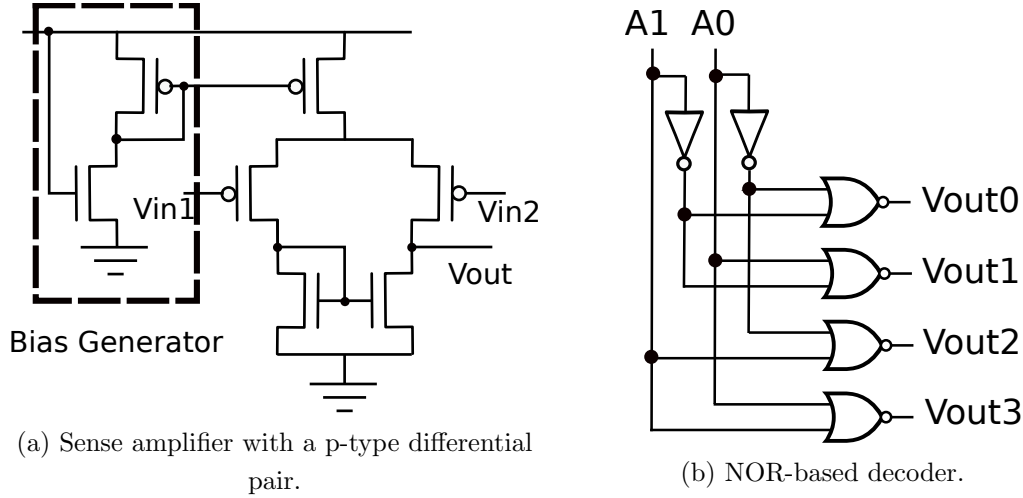 A1 A0
Vin1
Vin2
Vout
Bias Generator
Vout0
Vout1
Vout2
Vout3
(a) Sense amplifier with a p-type differential
pair.
(b) NOR-based decoder.